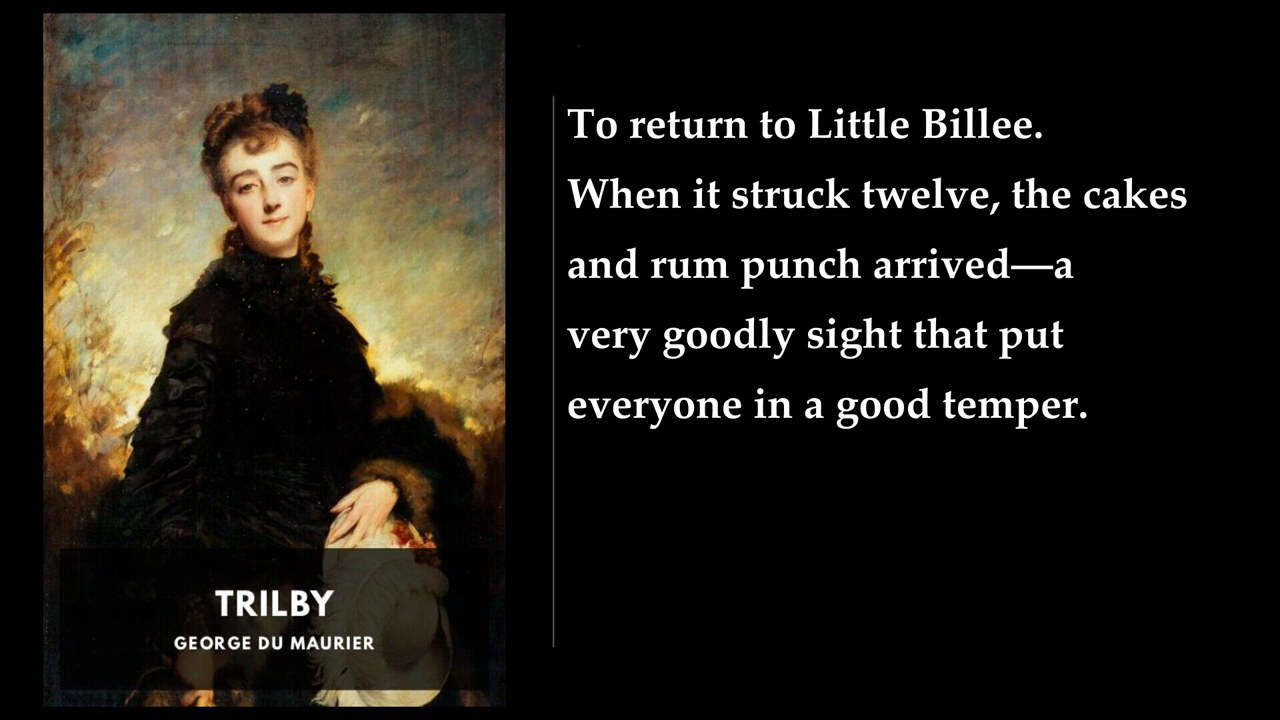 TRILBY
GEORGE DU MAURIER
To return to Little Billee.
When it struck twelve, the cakes
and rum punch arrived—a
very goodly sight that put
everyone in a good temper.